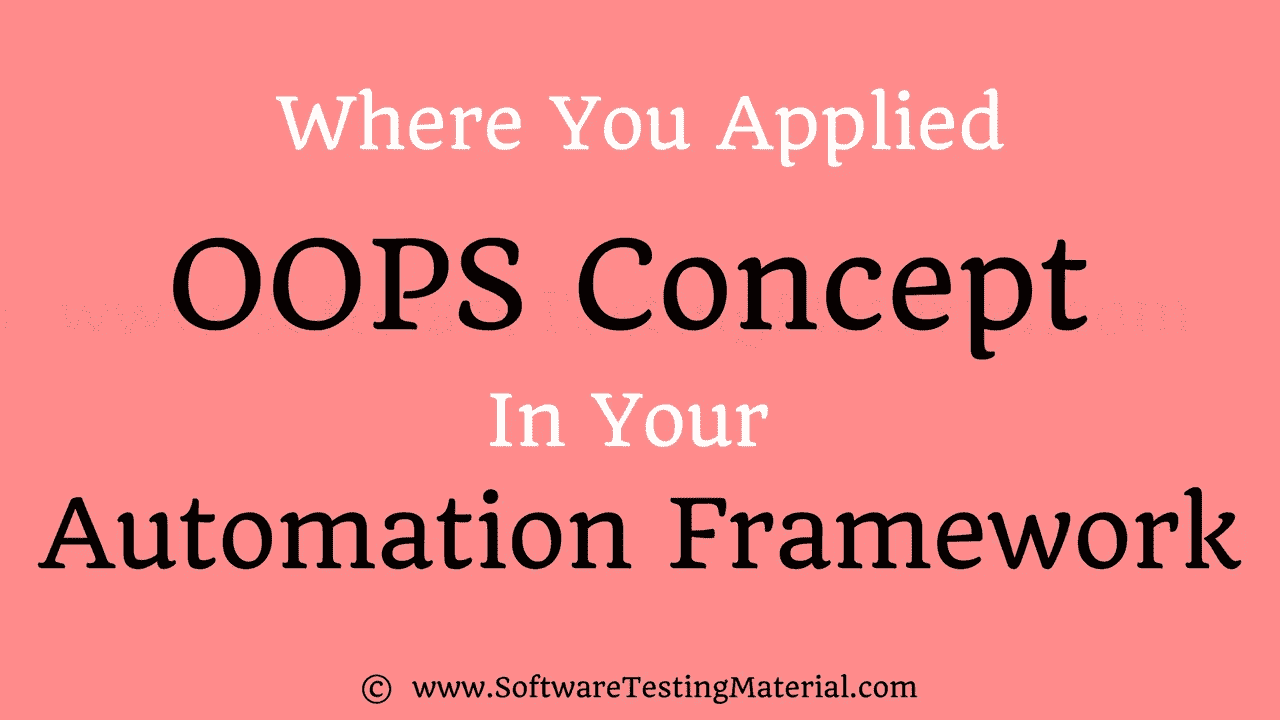 Where You Applied
OOPS Concept
In Your
Automation Framework
© www.SoftwareTestingMaterial.com